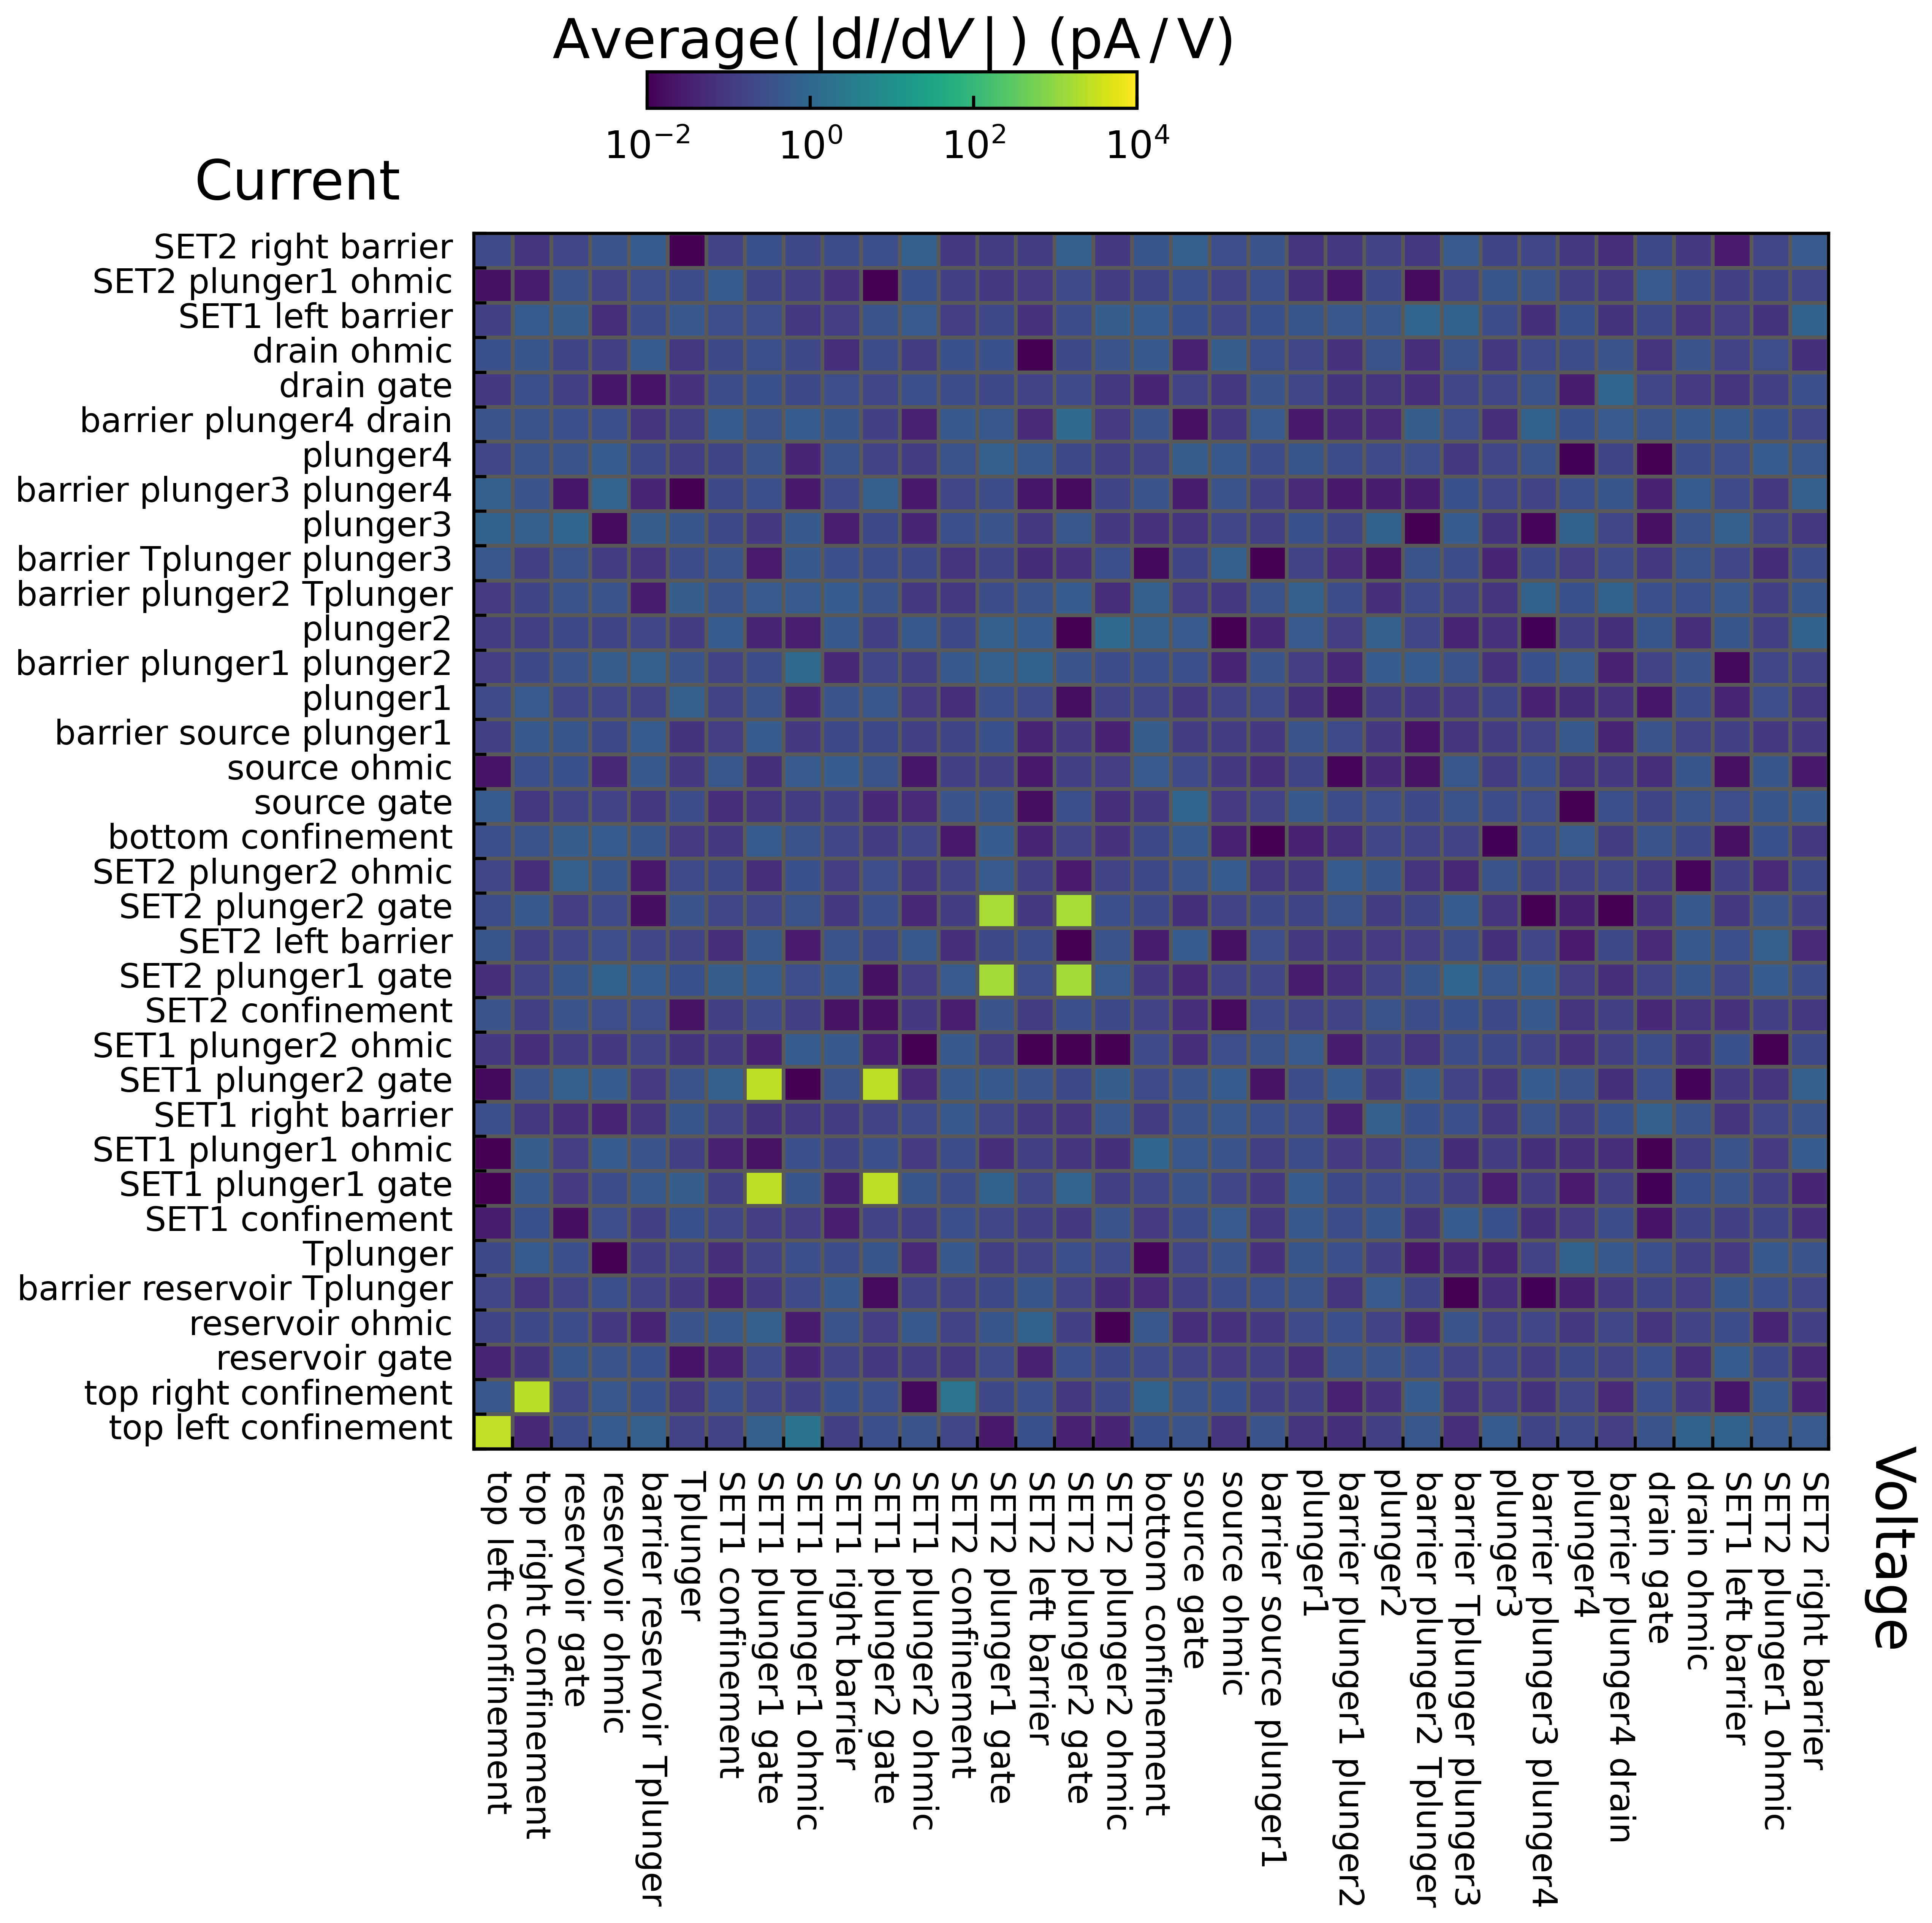 Average( |dI/dV| ) (pA / V)
10⁻² 10⁰ 10² 10⁴
Current
SET2 right barrier
SET2 plunger1 ohmic
SET1 left barrier
drain ohmic
drain gate
barrier plunger4 drain
plunger4
barrier plunger3 plunger4
plunger3
barrier Tplunger plunger3
barrier plunger2 Tplunger
plunger2
barrier plunger1 plunger2
plunger1
barrier source plunger1
source ohmic
source gate
bottom confinement
SET2 plunger2 ohmic
SET2 plunger2 gate
SET2 left barrier
SET2 plunger1 gate
SET2 confinement
SET1 plunger2 ohmic
SET1 plunger2 gate
SET1 right barrier
SET1 plunger1 ohmic
SET1 plunger1 gate
SET1 confinement
Tplunger
barrier reservoir Tplunger
reservoir ohmic
reservoir gate
top right confinement
top left confinement
top left confinement
top right confinement
reservoir gate
reservoir ohmic
barrier reservoir Tplunger
Tplunger
SET1 confinement
SET1 plunger1 gate
SET1 plunger1 ohmic
SET1 right barrier
SET1 plunger2 gate
SET1 plunger2 ohmic
SET2 confinement
SET2 plunger1 gate
SET2 left barrier
SET2 plunger2 gate
SET2 plunger2 ohmic
bottom confinement
source gate
source ohmic
barrier source plunger1
plunger1
barrier plunger1 plunger2
plunger2
barrier plunger2 Tplunger
barrier Tplunger plunger3
plunger3
barrier plunger3 plunger4
plunger4
barrier plunger4 drain
drain gate
drain ohmic
SET1 left barrier
SET2 plunger1 ohmic
SET2 right barrier
Voltage